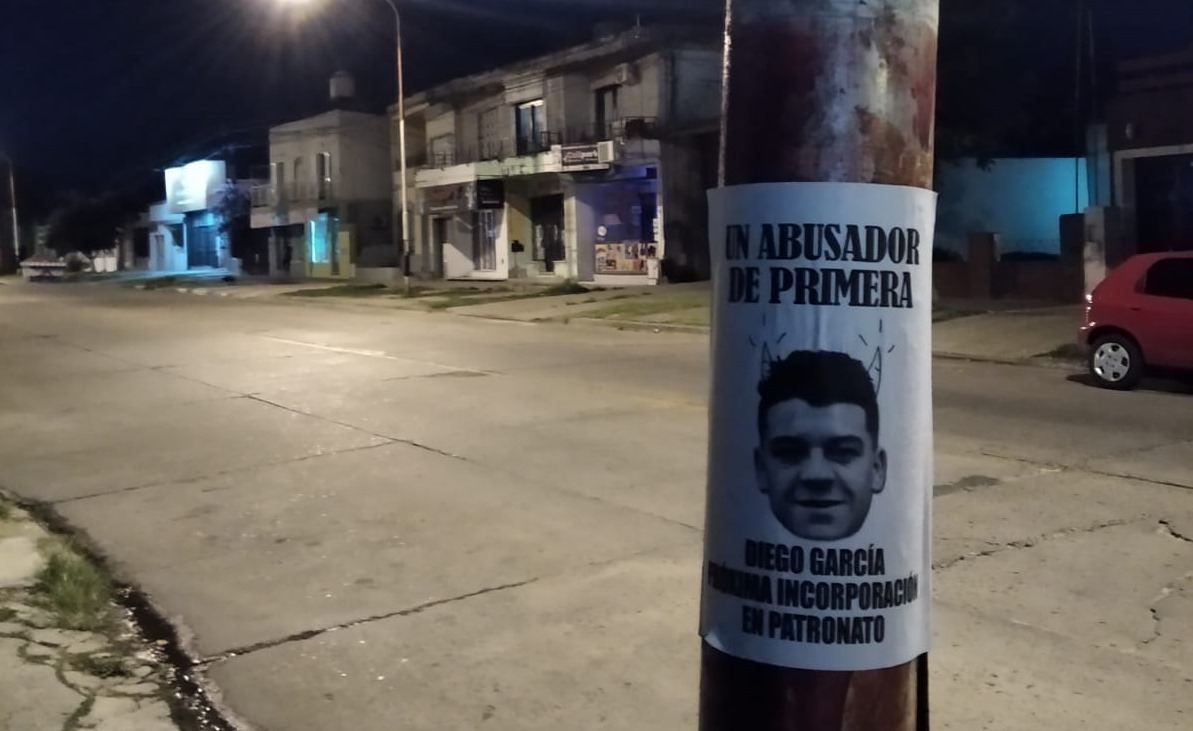 UN ABUSADOR
DE PRIMERA
DIEGO GARCÍA
PRÓXIMA INCORPORACIÓN
EN PATRONATO